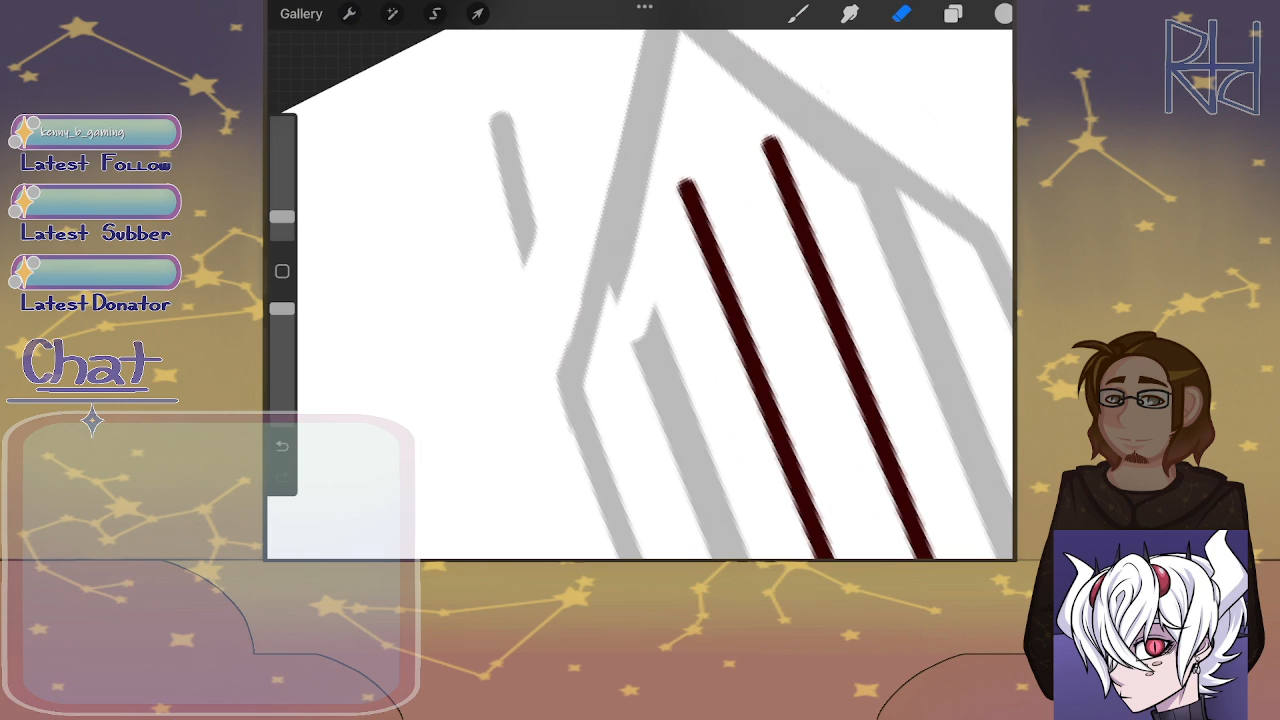 Gallery
kenny_b_gaming
Latest Follow
Latest Subber
Latest Donator
Chat